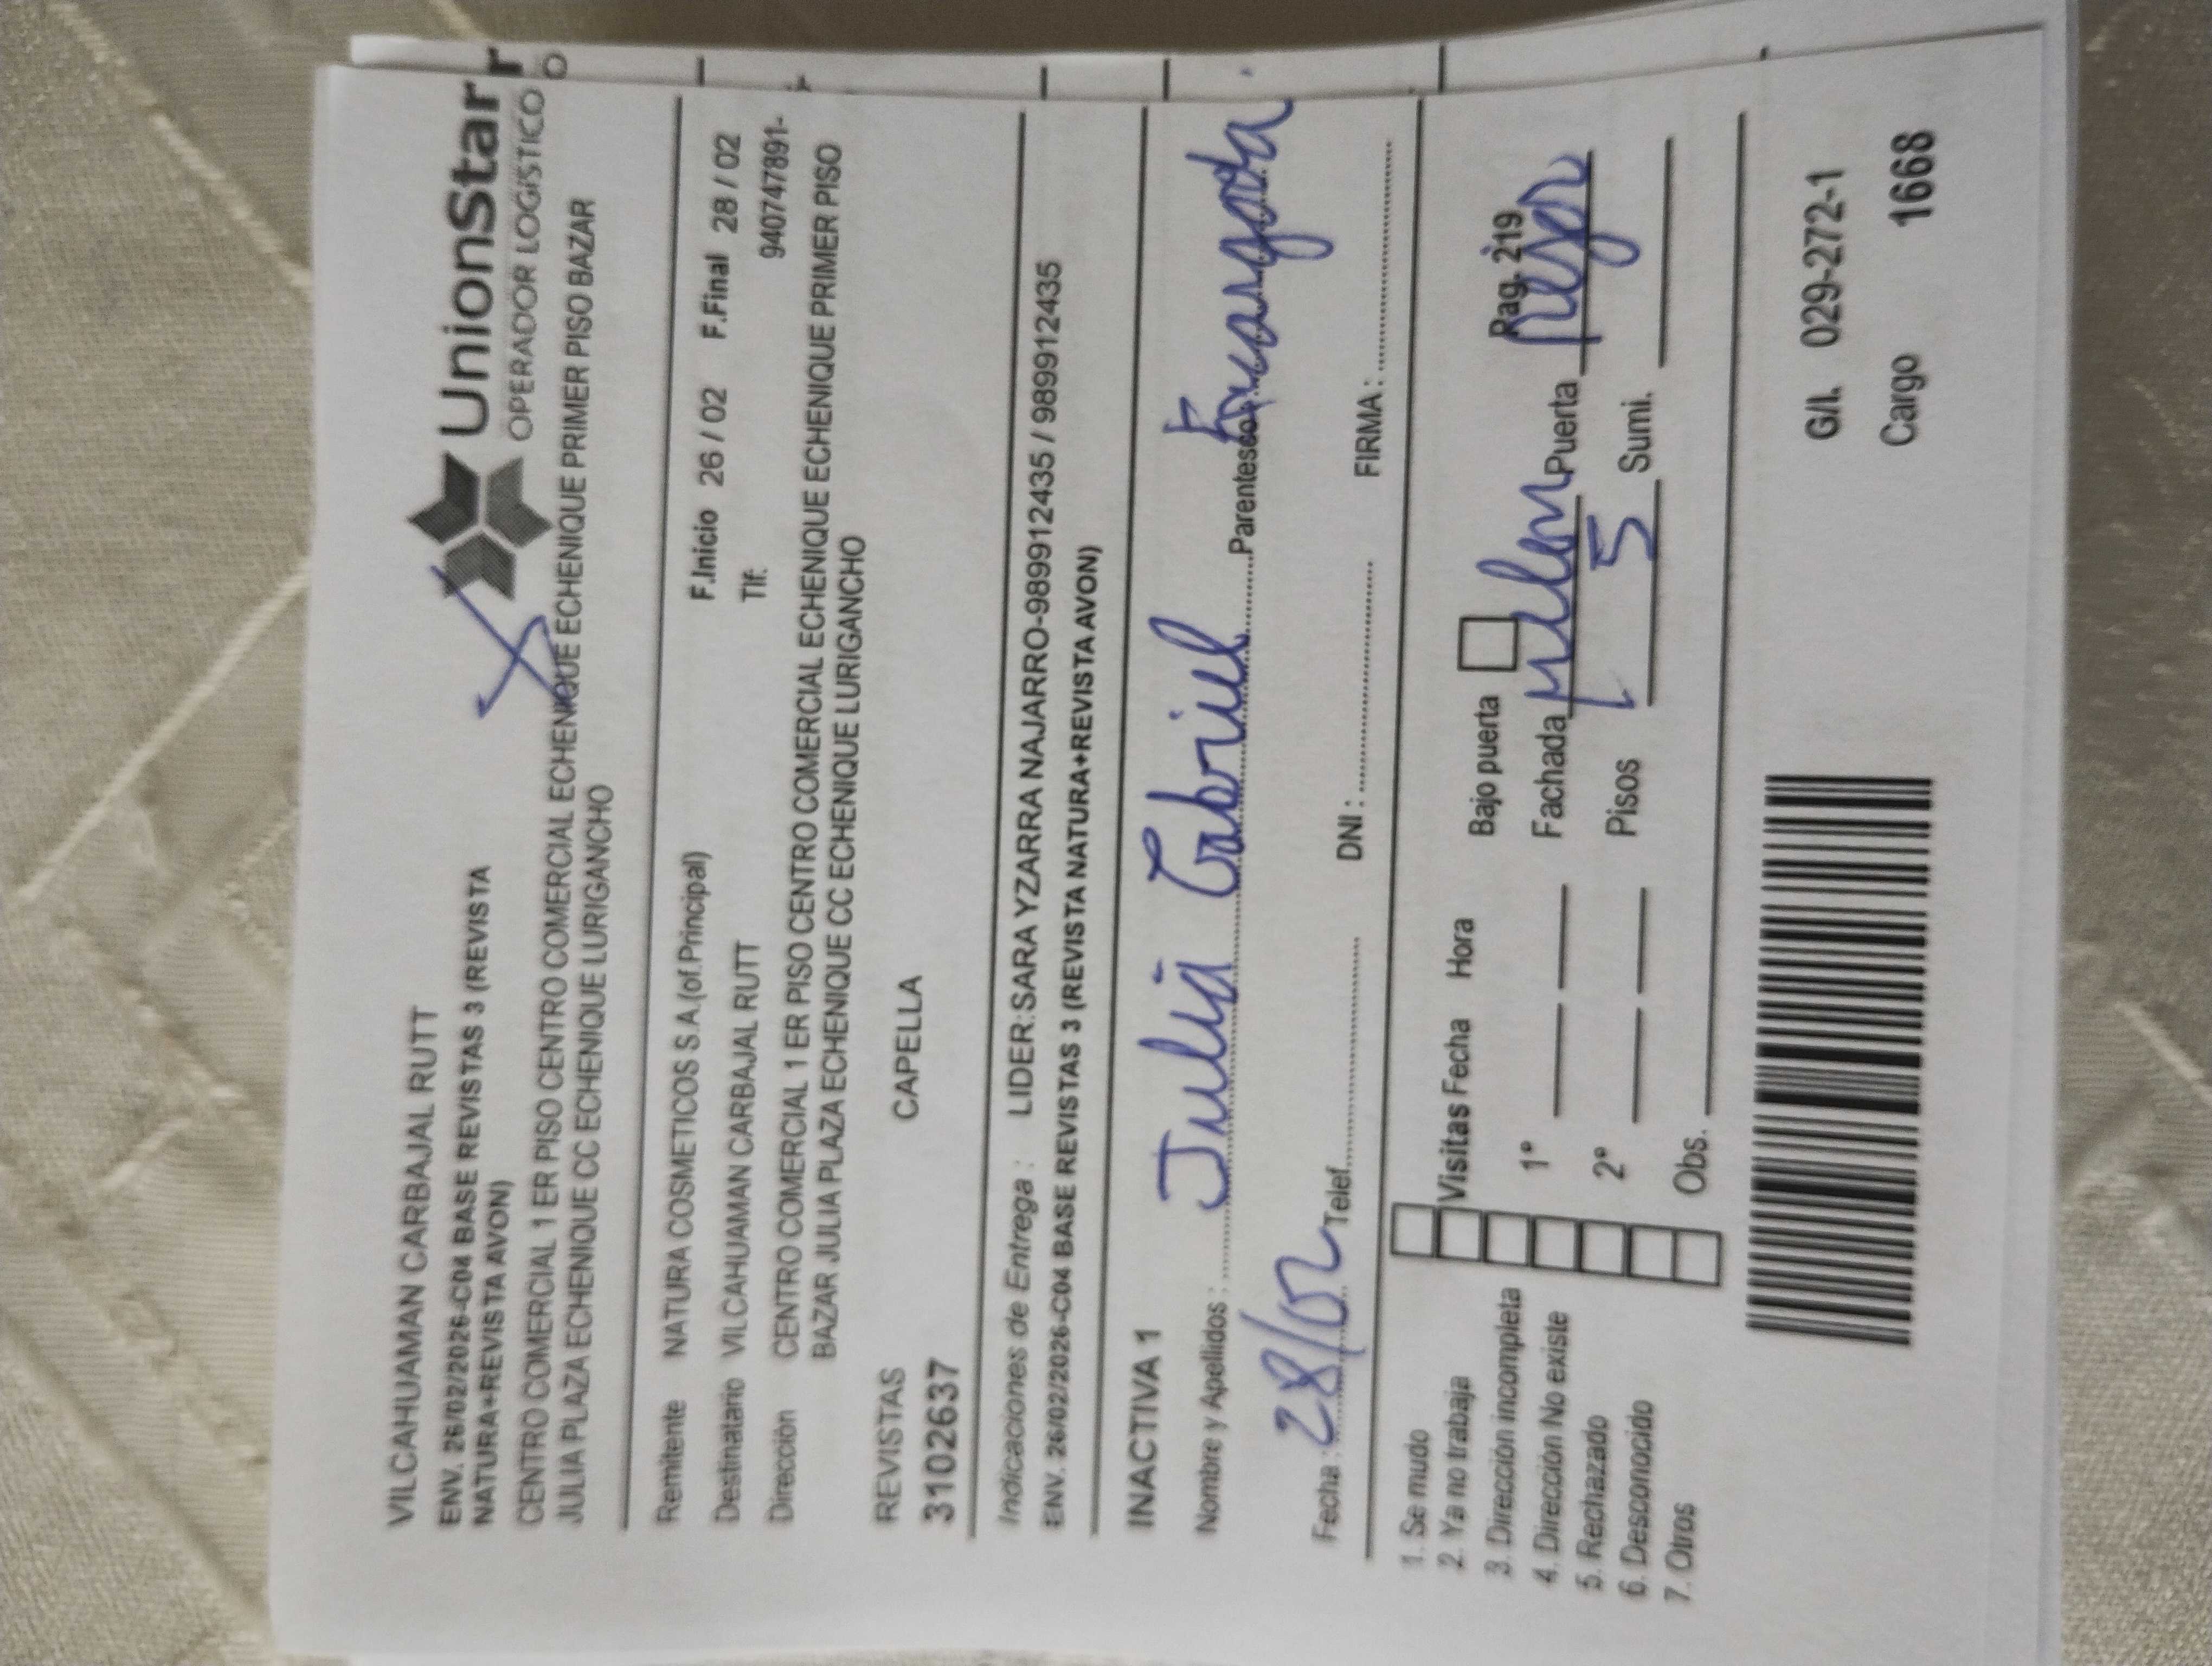 VILCAHUAMAN CARBAJAL RUTT
ENV. 26/02/2026-C04 BASE REVISTAS 3 (REVISTA
NATURA+REVISTA AVON)
UnionStar
OPERADOR LOGÍSTICO
CENTRO COMERCIAL 1 ER PISO CENTRO COMERCIAL ECHENIQUE ECHENIQUE PRIMER PISO BAZAR
JULIA PLAZA ECHENIQUE CC ECHENIQUE LURIGANCHO
Remitente NATURA COSMETICOS S.A.(of.Principal) F.Inicio 26 / 02 F.Final 28 / 02
Destinatario VILCAHUAMAN CARBAJAL RUTT Tlf: 940747891-
Dirección CENTRO COMERCIAL 1 ER PISO CENTRO COMERCIAL ECHENIQUE ECHENIQUE PRIMER PISO
BAZAR JULIA PLAZA ECHENIQUE CC ECHENIQUE LURIGANCHO
REVISTAS CAPELLA
3102637
Indicaciones de Entrega : LIDER:SARA YZARRA NAJARRO-989912435 / 989912435
ENV. 26/02/2026-C04 BASE REVISTAS 3 (REVISTA NATURA+REVISTA AVON)
INACTIVA 1
Nombre y Apellidos : Julia Gabriel Parentesco Encargada
Fecha : 28/02 Telef. DNI : FIRMA :
1. Se mudo
2. Ya no trabaja
3. Dirección incompleta
4. Dirección No existe
5. Rechazado
6. Desconocido
7. Otros
Visitas Fecha Hora Bajo puerta Pag. 219
1° Fachada Puerta
2° Pisos 5 Sumi.
Obs.
G/I. 029-272-1
Cargo 1668